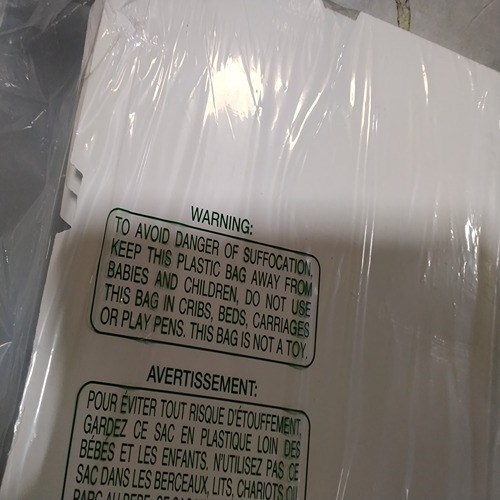 WARNING:
TO AVOID DANGER OF SUFFOCATION,
KEEP THIS PLASTIC BAG AWAY FROM
BABIES AND CHILDREN, DO NOT USE
THIS BAG IN CRIBS, BEDS, CARRIAGES
OR PLAY PENS. THIS BAG IS NOT A TOY.
AVERTISSEMENT:
POUR ÉVITER TOUT RISQUE D'ÉTOUFFEMENT,
GARDEZ CE SAC EN PLASTIQUE LOIN DES
BÉBÉS ET LES ENFANTS. N'UTILISEZ PAS CE
SAC DANS LES BERCEAUX, LITS, CHARIOTS OU